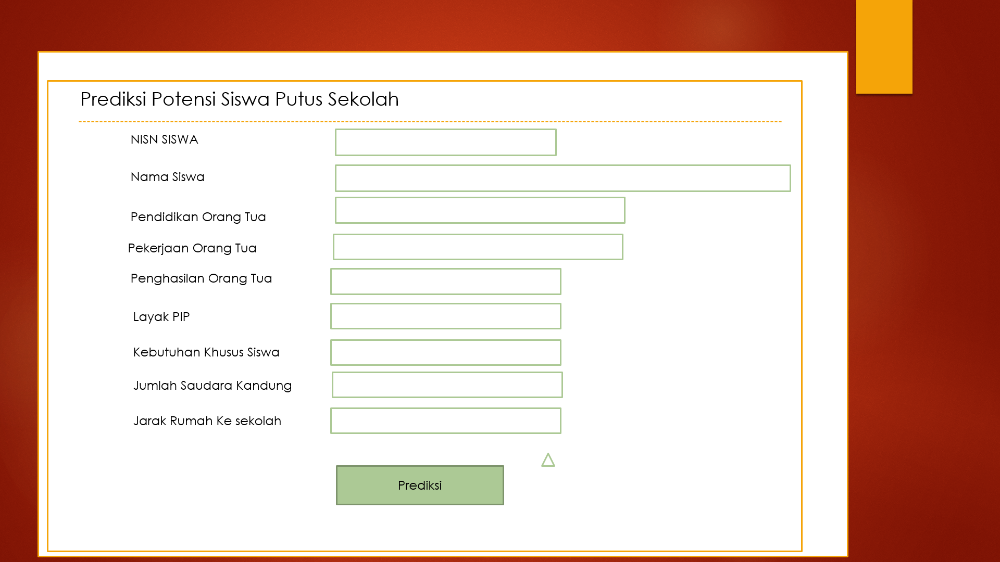 Prediksi Potensi Siswa Putus Sekolah
NISN SISWA
Nama Siswa
Pendidikan Orang Tua
Pekerjaan Orang Tua
Penghasilan Orang Tua
Layak PIP
Kebutuhan Khusus Siswa
Jumlah Saudara Kandung
Jarak Rumah Ke sekolah
Prediksi